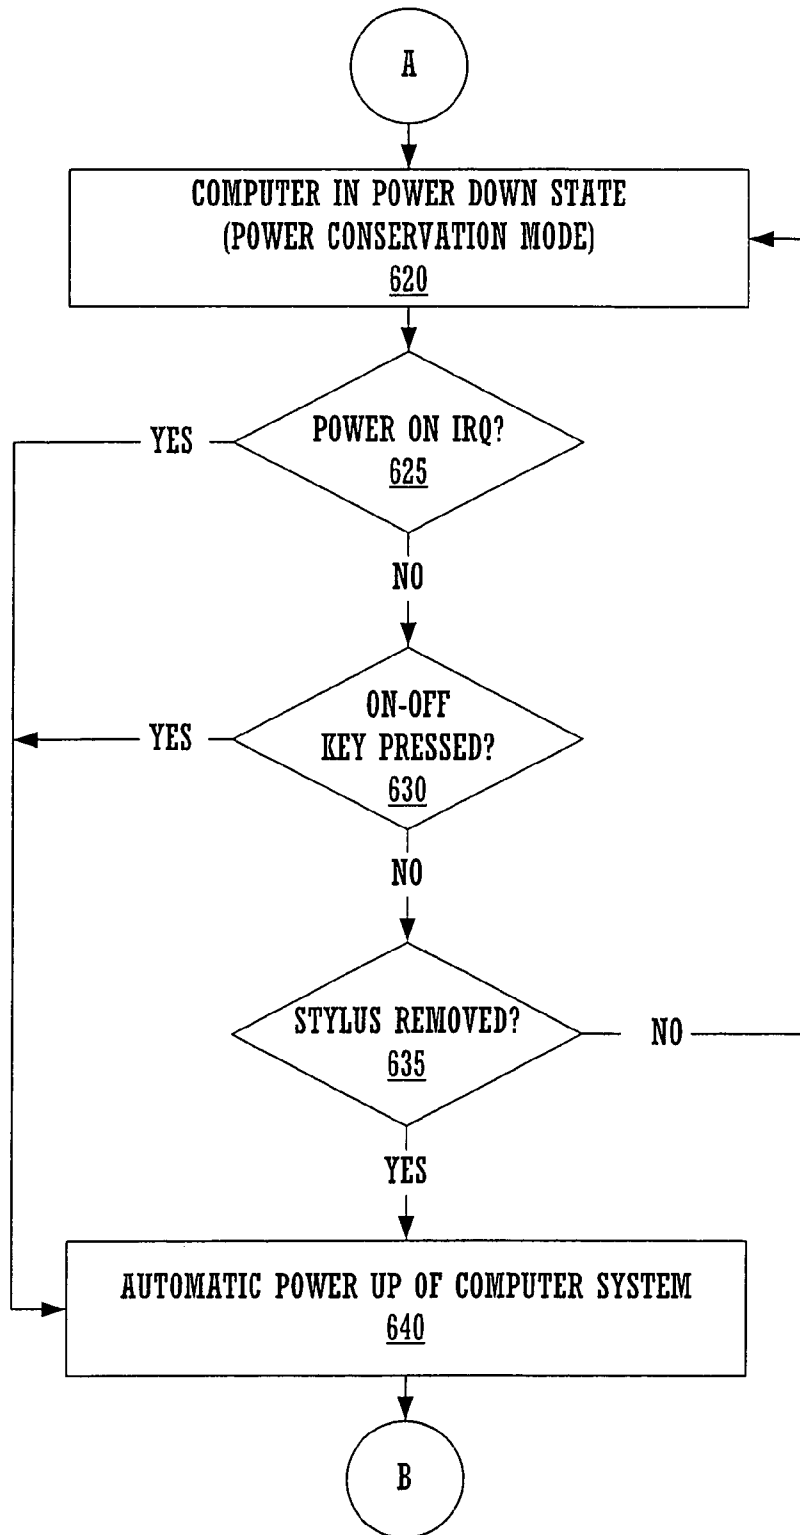 A
COMPUTER IN POWER DOWN STATE
(POWER CONSERVATION MODE)
620
POWER ON IRQ?
625
YES
NO
ON-OFF
KEY PRESSED?
630
YES
NO
STYLUS REMOVED?
635
NO
YES
AUTOMATIC POWER UP OF COMPUTER SYSTEM
640
B